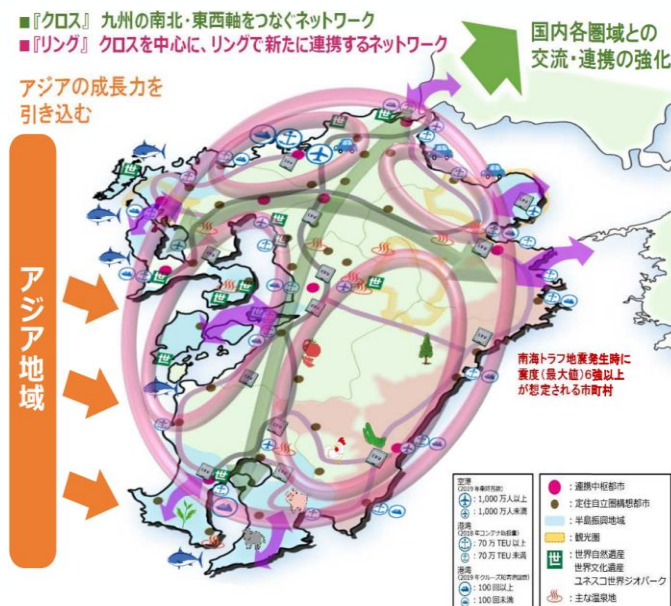 ■『クロス』 九州の南北・東西軸をつなぐネットワーク
■『リング』 クロスを中心に、リングで新たに連携するネットワーク
国内各圏域との
交流・連携の強化
アジアの成長力を
引き込む
アジア地域
南海トラフ地震発生時に
震度(最大値)6強以上
が想定される市町村
空港
:1,000万人以上
:1,000万人未満
港湾
:70万TEU以上
:70万TEU未満
港湾
:100回以上
:100回未満
:連携中枢都市
:定住自立圏構想都市
:半島振興地域
:観光圏
世 :世界自然遺産
世界文化遺産
ユネスコ世界ジオパーク
:主な温泉地
世
世
世
世
世
世
世
世
世